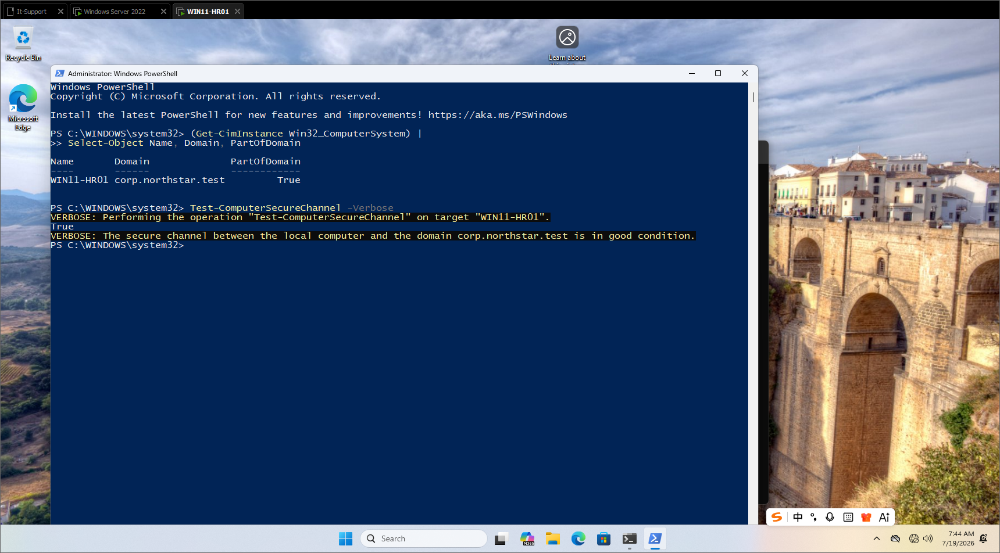 It-Support
Windows Server 2022
WIN11-HR01
Recycle Bin
Learn about
Microsoft
Edge
Administrator: Windows PowerShell
Windows PowerShell
Copyright (C) Microsoft Corporation. All rights reserved.
Install the latest PowerShell for new features and improvements! https://aka.ms/PSWindows
PS C:\WINDOWS\system32> (Get-CimInstance Win32_ComputerSystem) |
>> Select-Object Name, Domain, PartOfDomain
Name       Domain              PartOfDomain
----       ------              ------------
WIN11-HR01 corp.northstar.test         True
PS C:\WINDOWS\system32> Test-ComputerSecureChannel -Verbose
VERBOSE: Performing the operation "Test-ComputerSecureChannel" on target "WIN11-HR01".
True
VERBOSE: The secure channel between the local computer and the domain corp.northstar.test is in good condition.
PS C:\WINDOWS\system32>
S 中 °, Ai
Search
M365
7:44 AM
7/19/2026